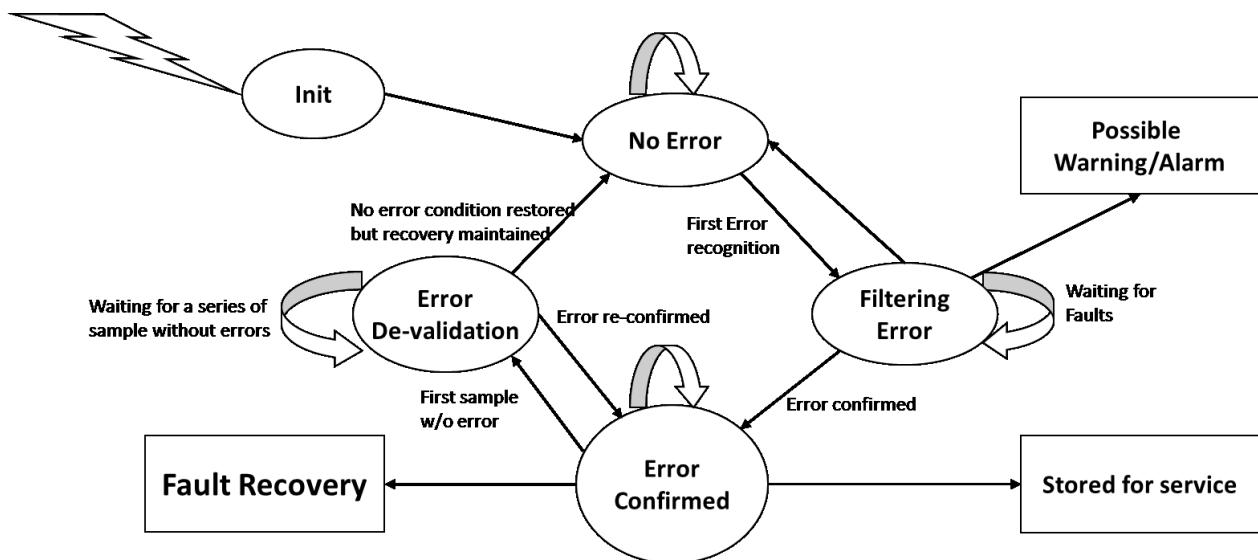 Init
No Error
Possible
Warning/Alarm
No error condition restored
but recovery maintained
First Error
recognition
Waiting for a series of
sample without errors
Error
De-validation
Error re-confirmed
Filtering
Error
Waiting for
Faults
First sample
w/o error
Error confirmed
Fault Recovery
Error
Confirmed
Stored for service